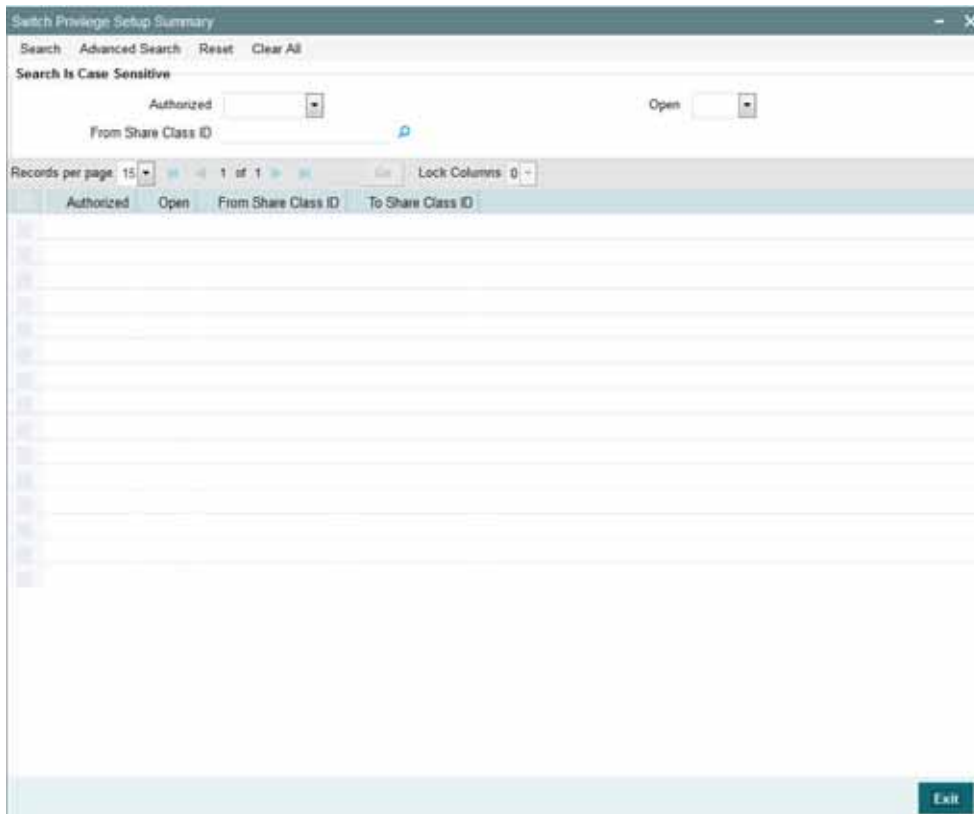 Switch Privilege Setup Summary
Search Advanced Search Reset Clear All
Search Is Case Sensitive
Authorized Open
From Share Class ID
Records per page 15 1 of 1 Go Lock Columns 0
Authorized Open From Share Class ID To Share Class ID
Exit